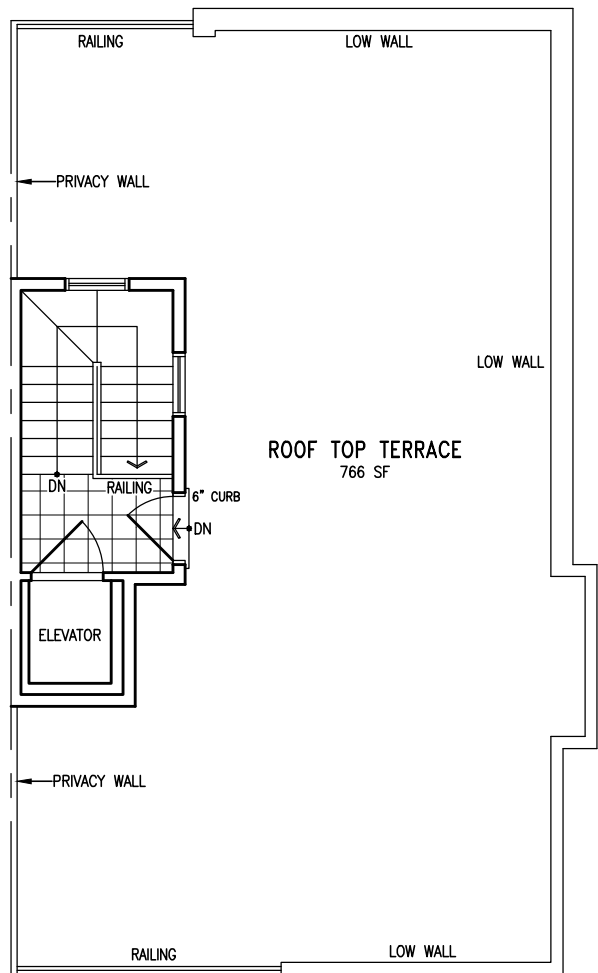 RAILING
LOW WALL
PRIVACY WALL
LOW WALL
ROOF TOP TERRACE
766 SF
DN
RAILING
6" CURB
DN
ELEVATOR
PRIVACY WALL
RAILING
LOW WALL